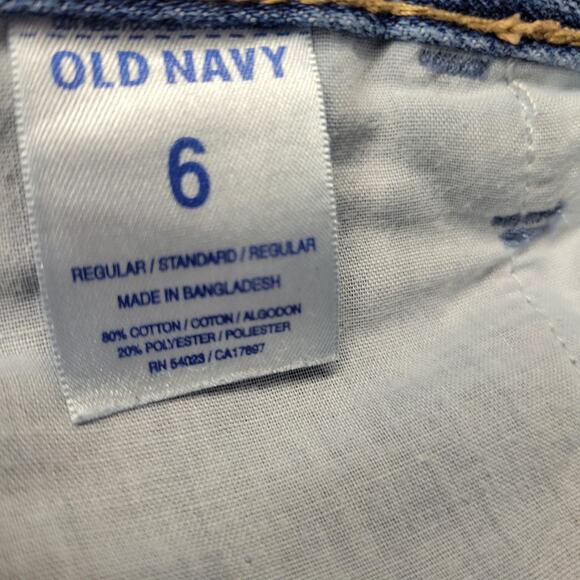 OLD NAVY
6
REGULAR / STANDARD / REGULAR
MADE IN BANGLADESH
80% COTTON / COTON / ALGODON
20% POLYESTER / POLIESTER
RN 54023 / CA17897